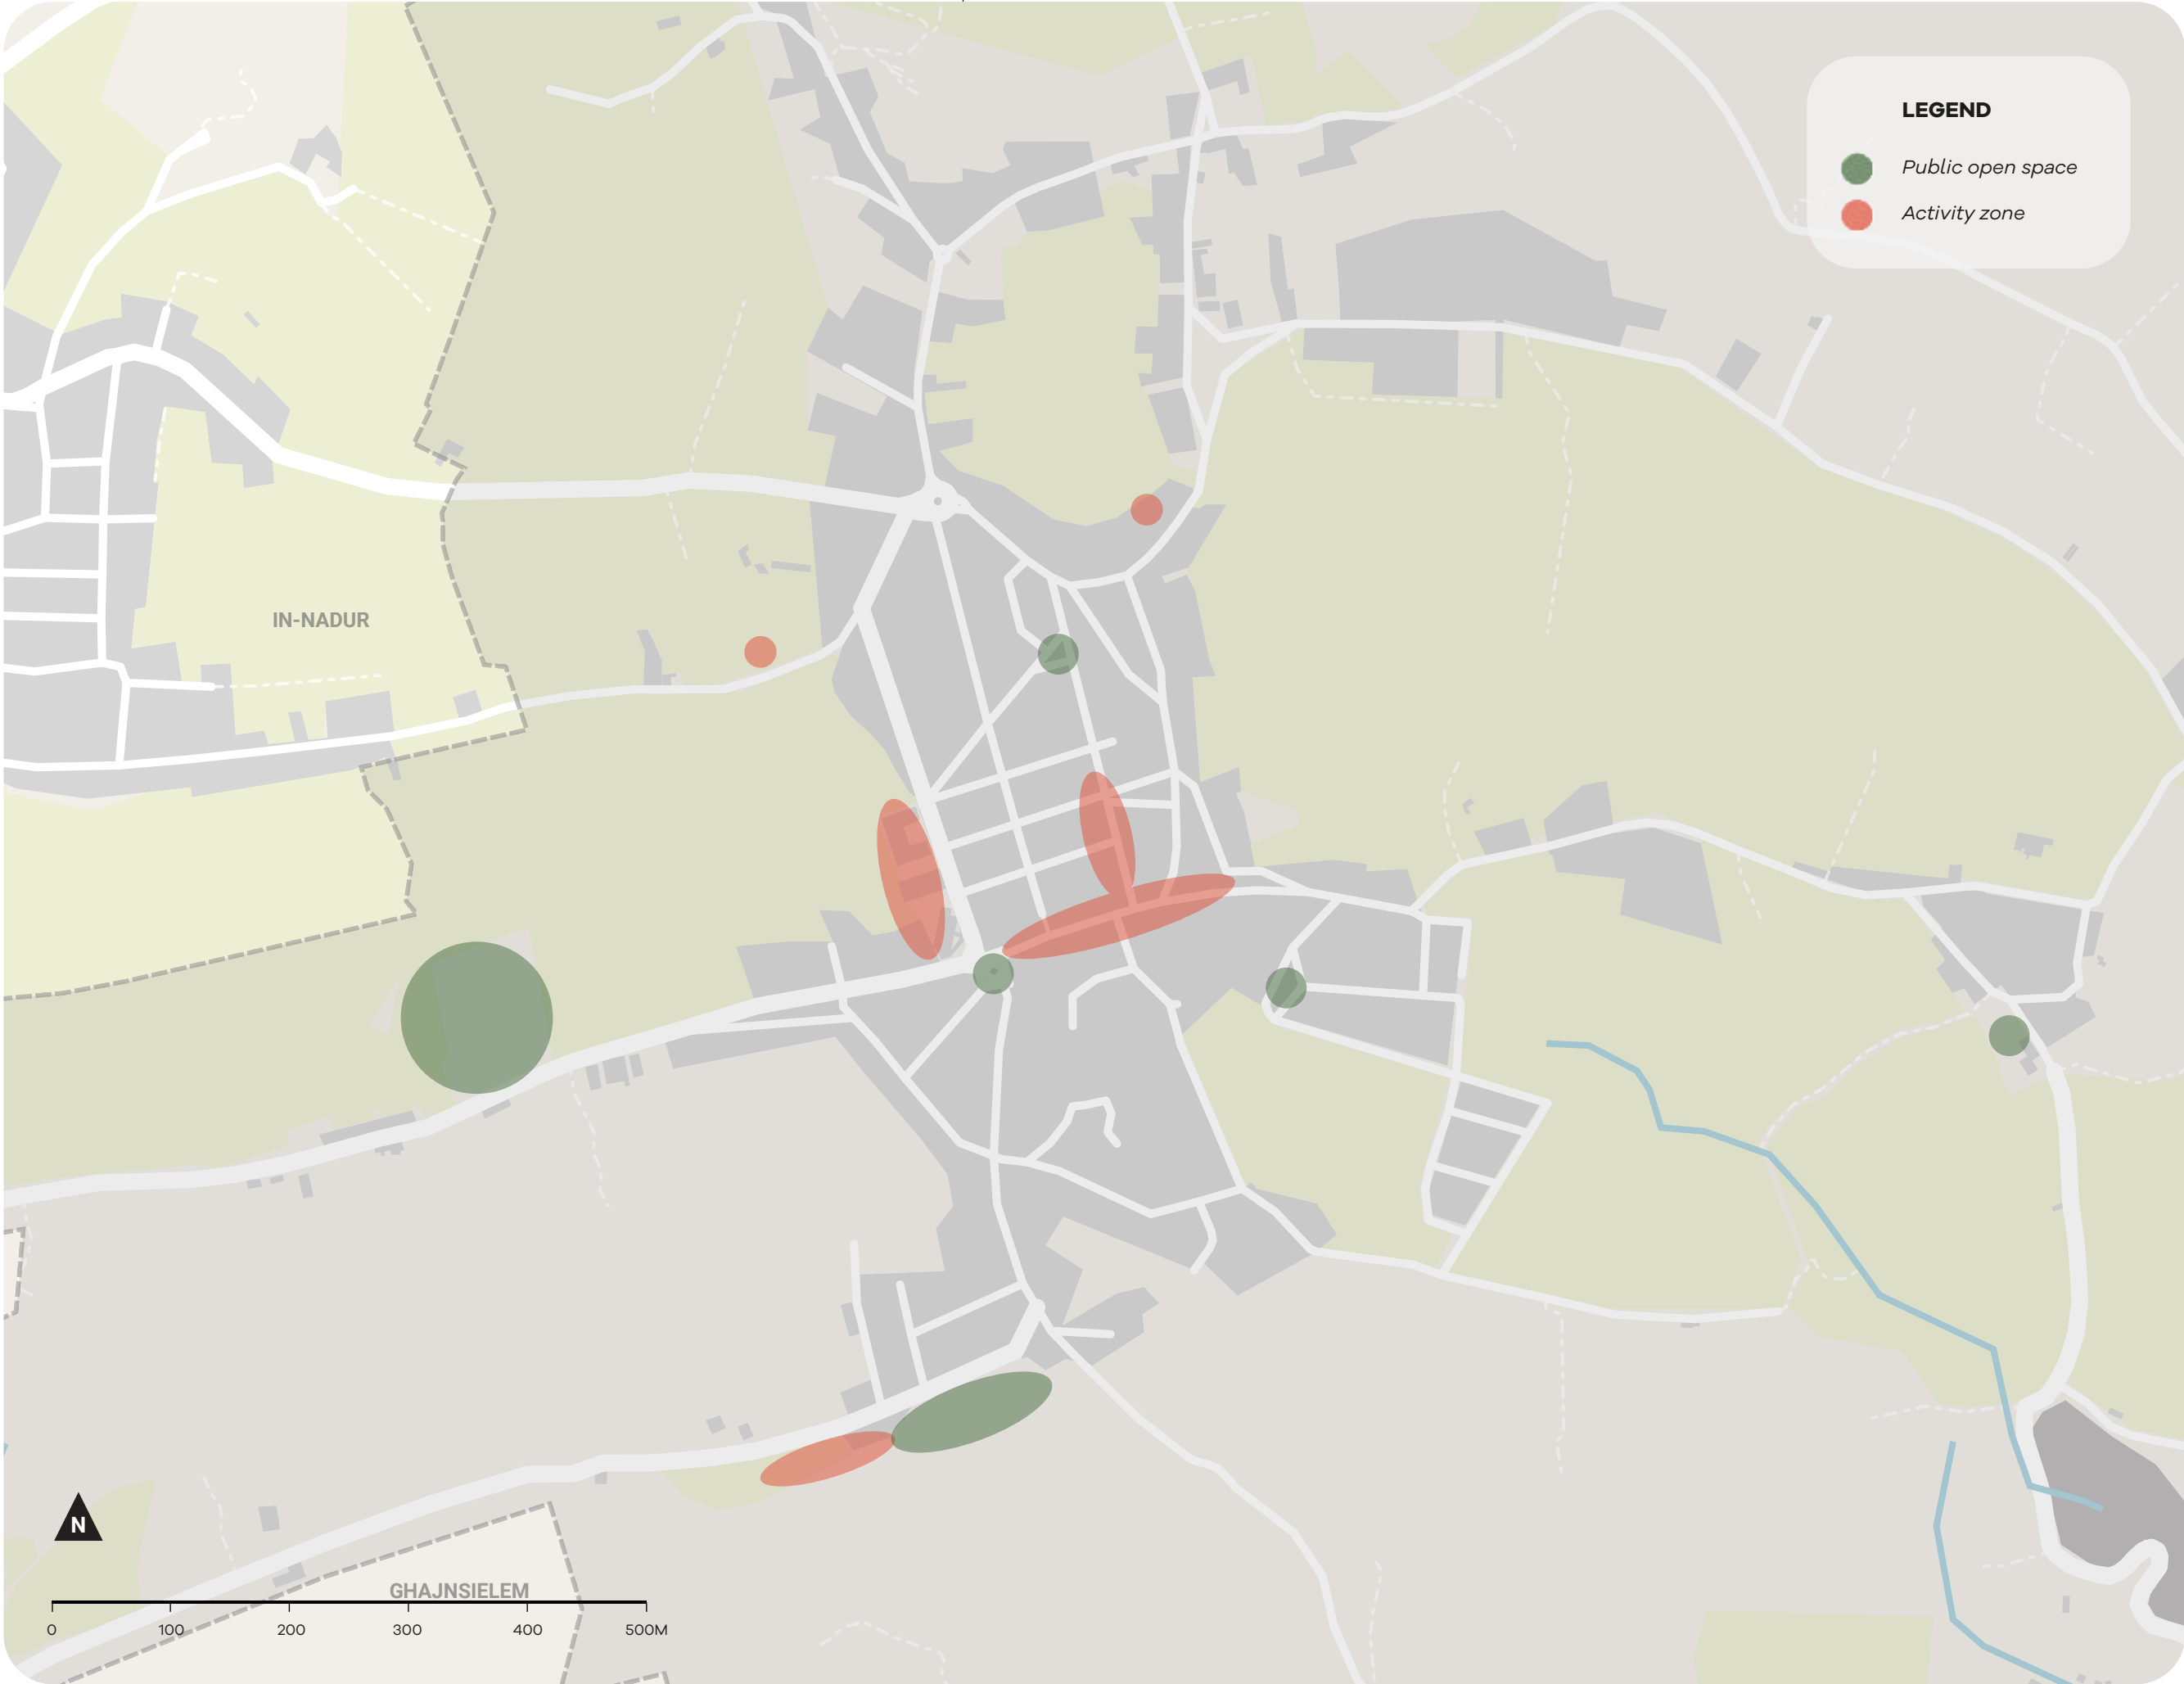 LEGEND
Public open space
Activity zone
IN-NADUR
N
GHAJNSIELEM
0 100 200 300 400 500M